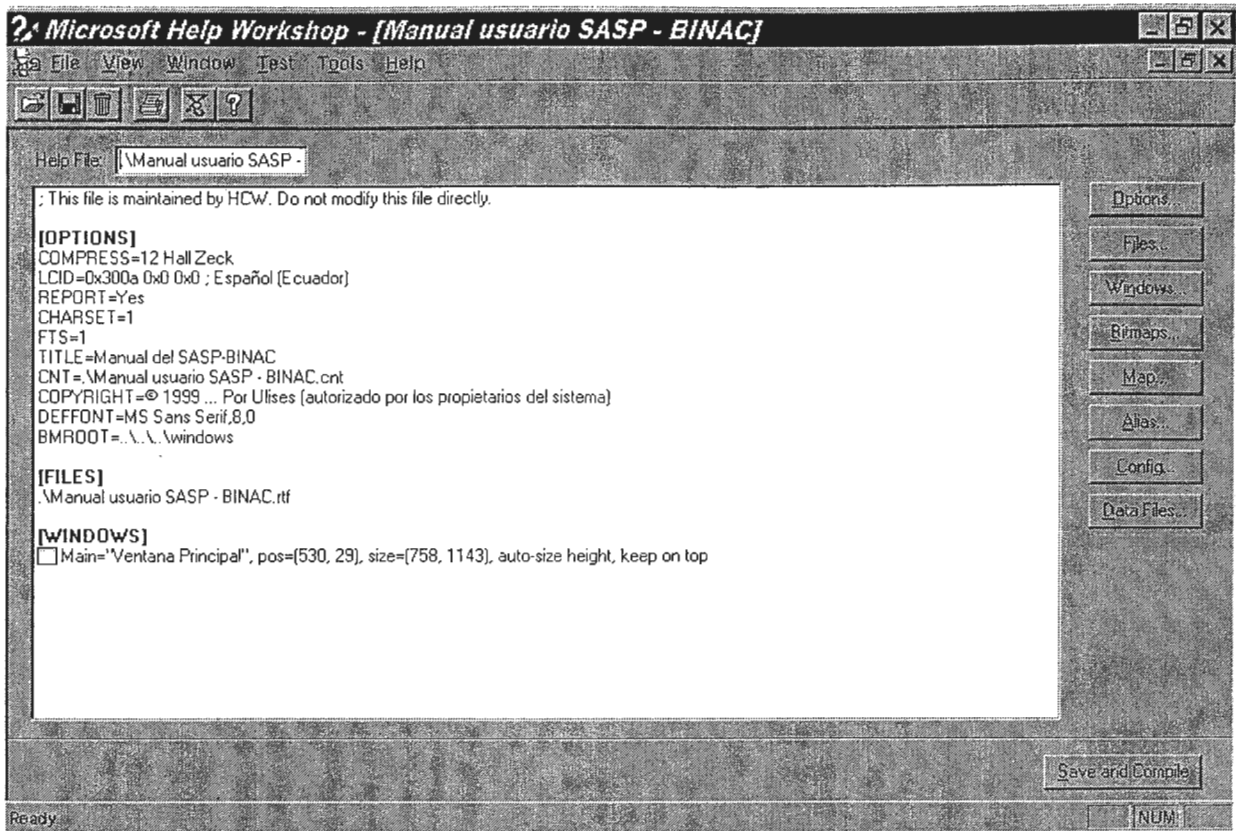 Microsoft Help Workshop - [Manual usuario SASP - BINAC]
File View Window Test Tools Help
Help File: .\Manual usuario SASP -
; This file is maintained by HCW. Do not modify this file directly.
[OPTIONS]
COMPRESS=12 Hall Zeck
LCID=0x300a 0x0 0x0 ; Español (Ecuador)
REPORT=Yes
CHARSET=1
FTS=1
TITLE=Manual del SASP-BINAC
CNT=.\Manual usuario SASP - BINAC.cnt
COPYRIGHT=© 1999 ... Por Ulises (autorizado por los propietarios del sistema)
DEFFONT=MS Sans Serif,8,0
BMROOT=..\..\..\windows
[FILES]
.\Manual usuario SASP - BINAC.rtf
[WINDOWS]
Main="Ventana Principal", pos=(530, 29), size=(758, 1143), auto-size height, keep on top
Options...
Files...
Windows...
Bitmaps...
Map...
Alias...
Config...
Data Files...
Save and Compile
Ready
NUM